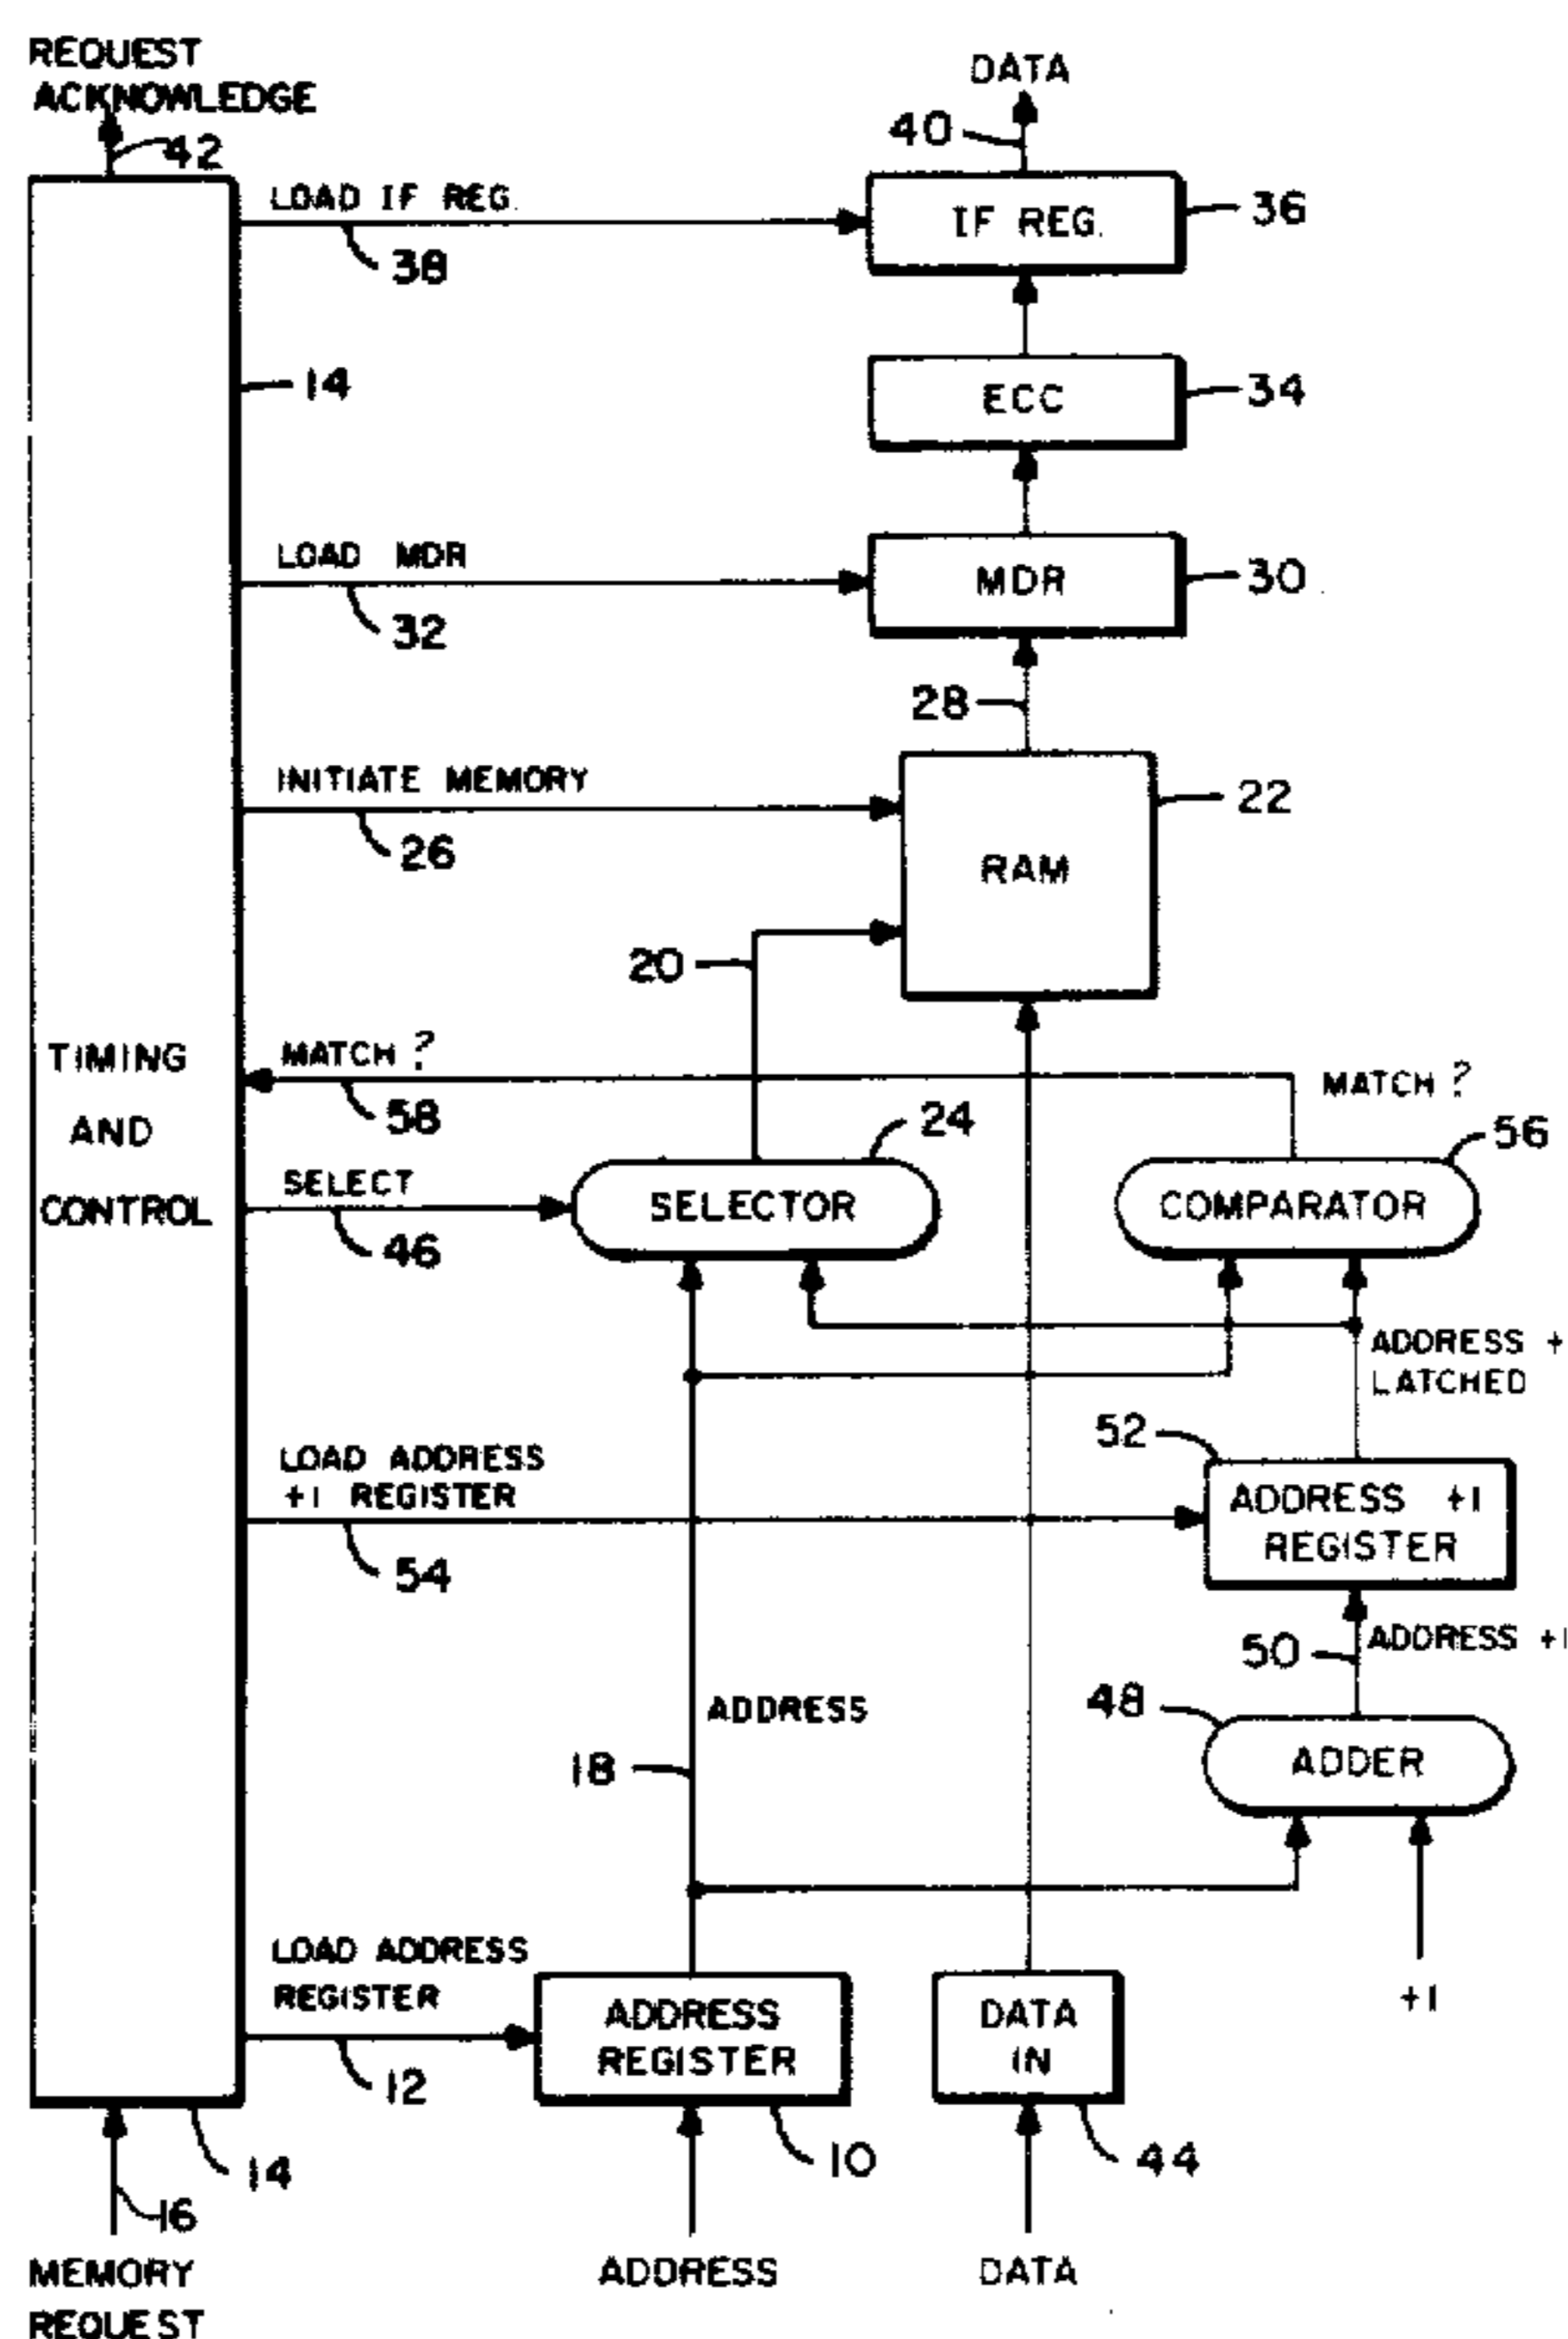 REQUEST
ACKNOWLEDGE
42
DATA
40
LOAD IF REG.
38
IF REG.
36
14
ECC
34
LOAD MDR
32
MDR
30
28
INITIATE MEMORY
26
RAM
22
20
TIMING
AND
CONTROL
MATCH ?
58
MATCH ?
24
56
SELECT
46
SELECTOR
COMPARATOR
ADDRESS +
LATCHED
52
LOAD ADDRESS
+1 REGISTER
54
ADDRESS +1
REGISTER
50
ADDRESS +1
48
ADDRESS
18
ADDER
LOAD ADDRESS
REGISTER
12
ADDRESS
REGISTER
DATA
IN
+1
14
10
44
16
MEMORY
REQUEST
ADDRESS
DATA